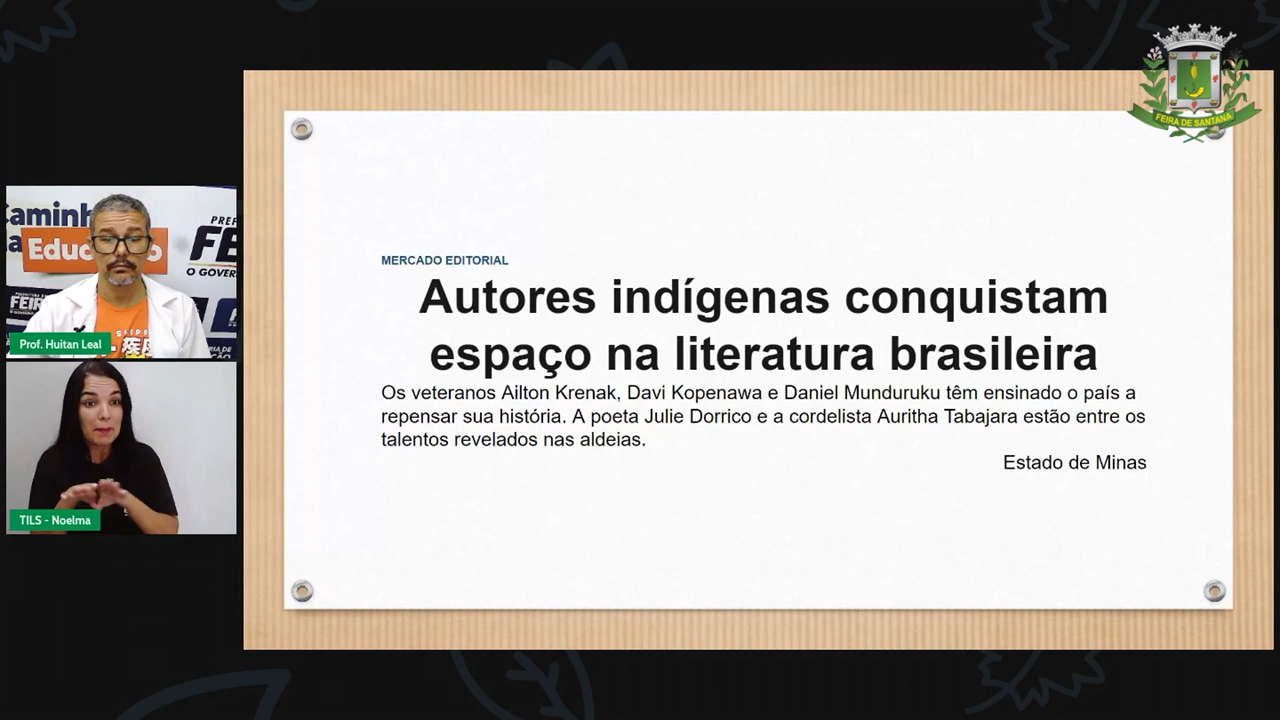 FEIRA DE SANTANA
MERCADO EDITORIAL
Autores indígenas conquistam
espaço na literatura brasileira
Os veteranos Ailton Krenak, Davi Kopenawa e Daniel Munduruku têm ensinado o país a
repensar sua história. A poeta Julie Dorrico e a cordelista Auritha Tabajara estão entre os
talentos revelados nas aldeias.
Estado de Minas
Prof. Huitan Leal
TILS - Noelma
O GOVER